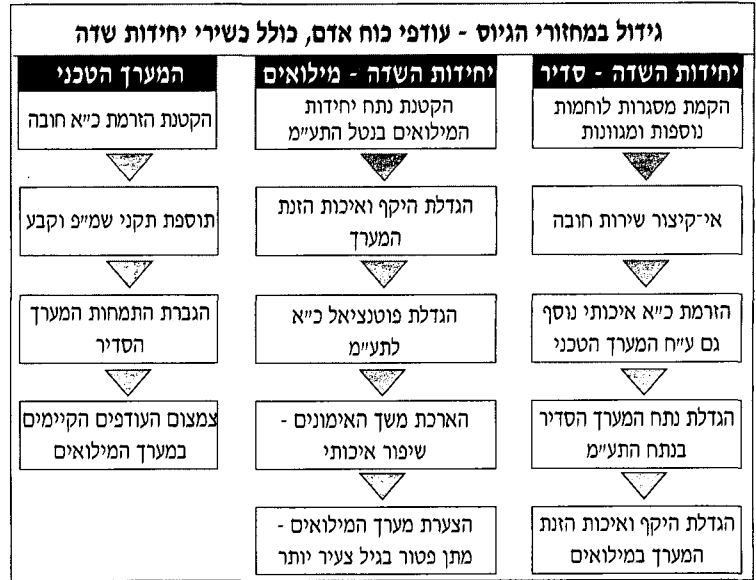 גידול במחזורי הגיוס - עודפי כוח אדם, כולל כשירי יחידות שדה
יחידות השדה - סדיר
הקמת מסגרות לוחמות
נוספות ומגוונות
אי־קיצור שירות חובה
הזרמת כ״א איכותי נוסף
גם ע״ח המערך הטכני
הגדלת נתח המערך הסדיר
בנתח התע״מ
הגדלת היקף ואיכות הזנת
המערך במילואים
יחידות השדה - מילואים
הקטנת נתח יחידות
המילואים בנטל התע״מ
הגדלת היקף ואיכות הזנת
המערך
הגדלת פוטנציאל כ״א
לתע״מ
הארכת משך האימונים -
שיפור איכותי
הצערת מערך המילואים -
מתן פטור בגיל צעיר יותר
המערך הטכני
הקטנת הזרמת כ״א חובה
תוספת תקני שמ״פ וקבע
הגברת התמחות המערך
הסדיר
צמצום העודפים הקיימים
במערך המילואים